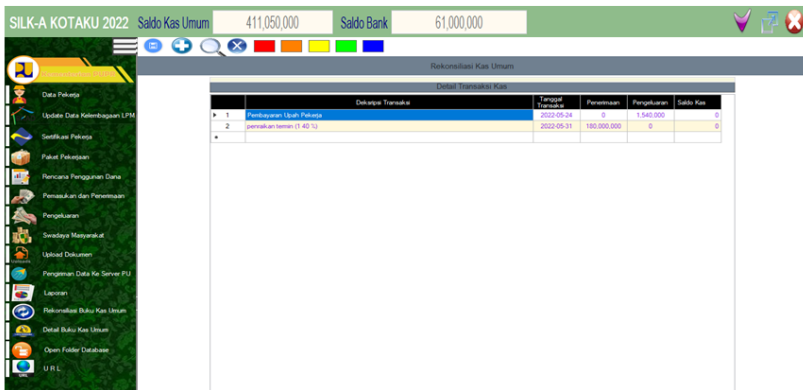 SILK-A KOTAKU 2022 Saldo Kas Umum 411,050,000 Saldo Bank 61,000,000
Rekonsiliasi Kas Umum
Detail Transaksi Kas
Dekaripsi Transaksi Tanggal Transaksi Penerimaan Pengeluaran Saldo Kas
1 Pembayaran Upah Pekerja 2022-05-24 0 1,540,000 0
2 penraikan termin (1 40 %) 2022-05-31 180,000,000 0 0
Data Pekerja
Update Data Kelembagaan LPM
Sertifikasi Pekerja
Paket Pekerjaan
Rencana Penggunan Dana
Pemasukan dan Penerimaan
Pengeluaran
Swadaya Masyarakat
Upload Dokumen
Pengiriman Data Ke Server PU
Laporan
Rekonsiliasi Buku Kas Umum
Detail Buku Kas Umum
Open Folder Database
U R L
URL